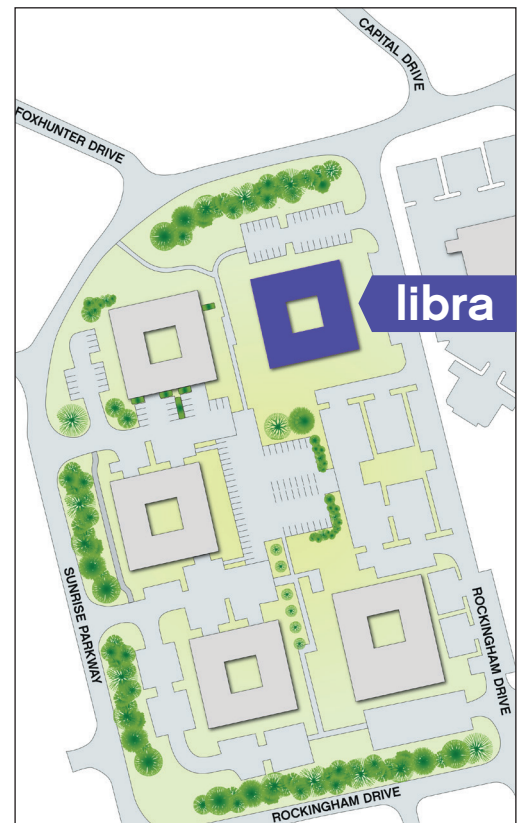 CAPITAL DRIVE
FOXHUNTER DRIVE
libra
SUNRISE PARKWAY
ROCKINGHAM DRIVE
ROCKINGHAM DRIVE